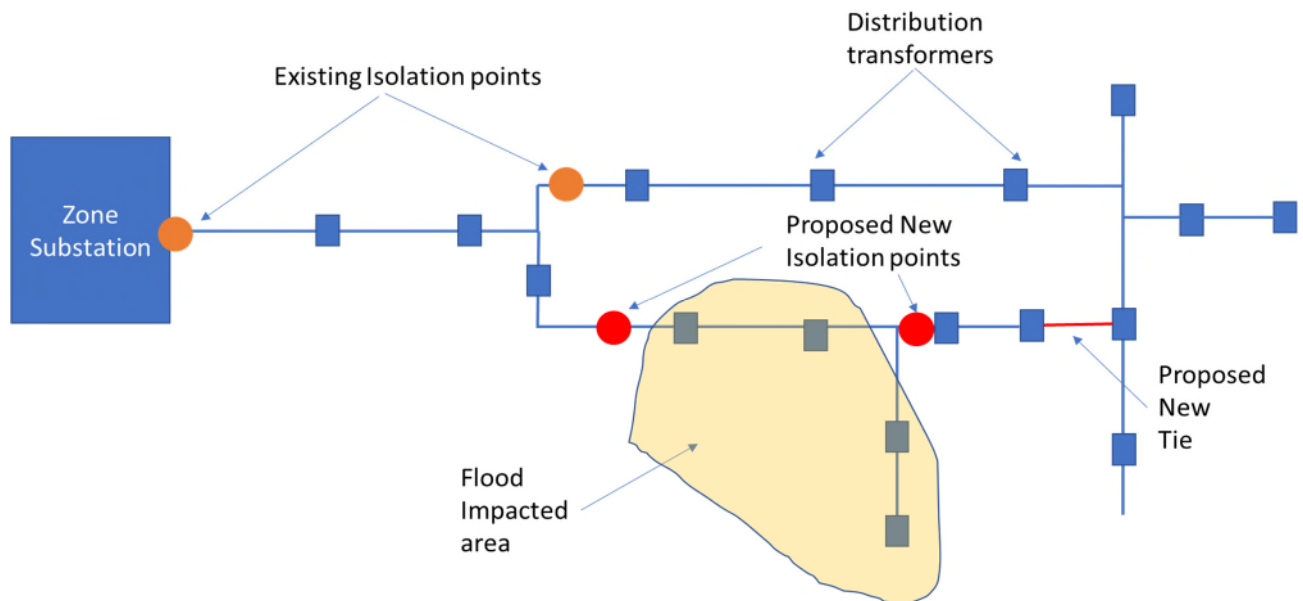 Distribution
transformers
Existing Isolation points
Zone
Substation
Proposed New
Isolation points
Proposed
New
Tie
Flood
Impacted
area